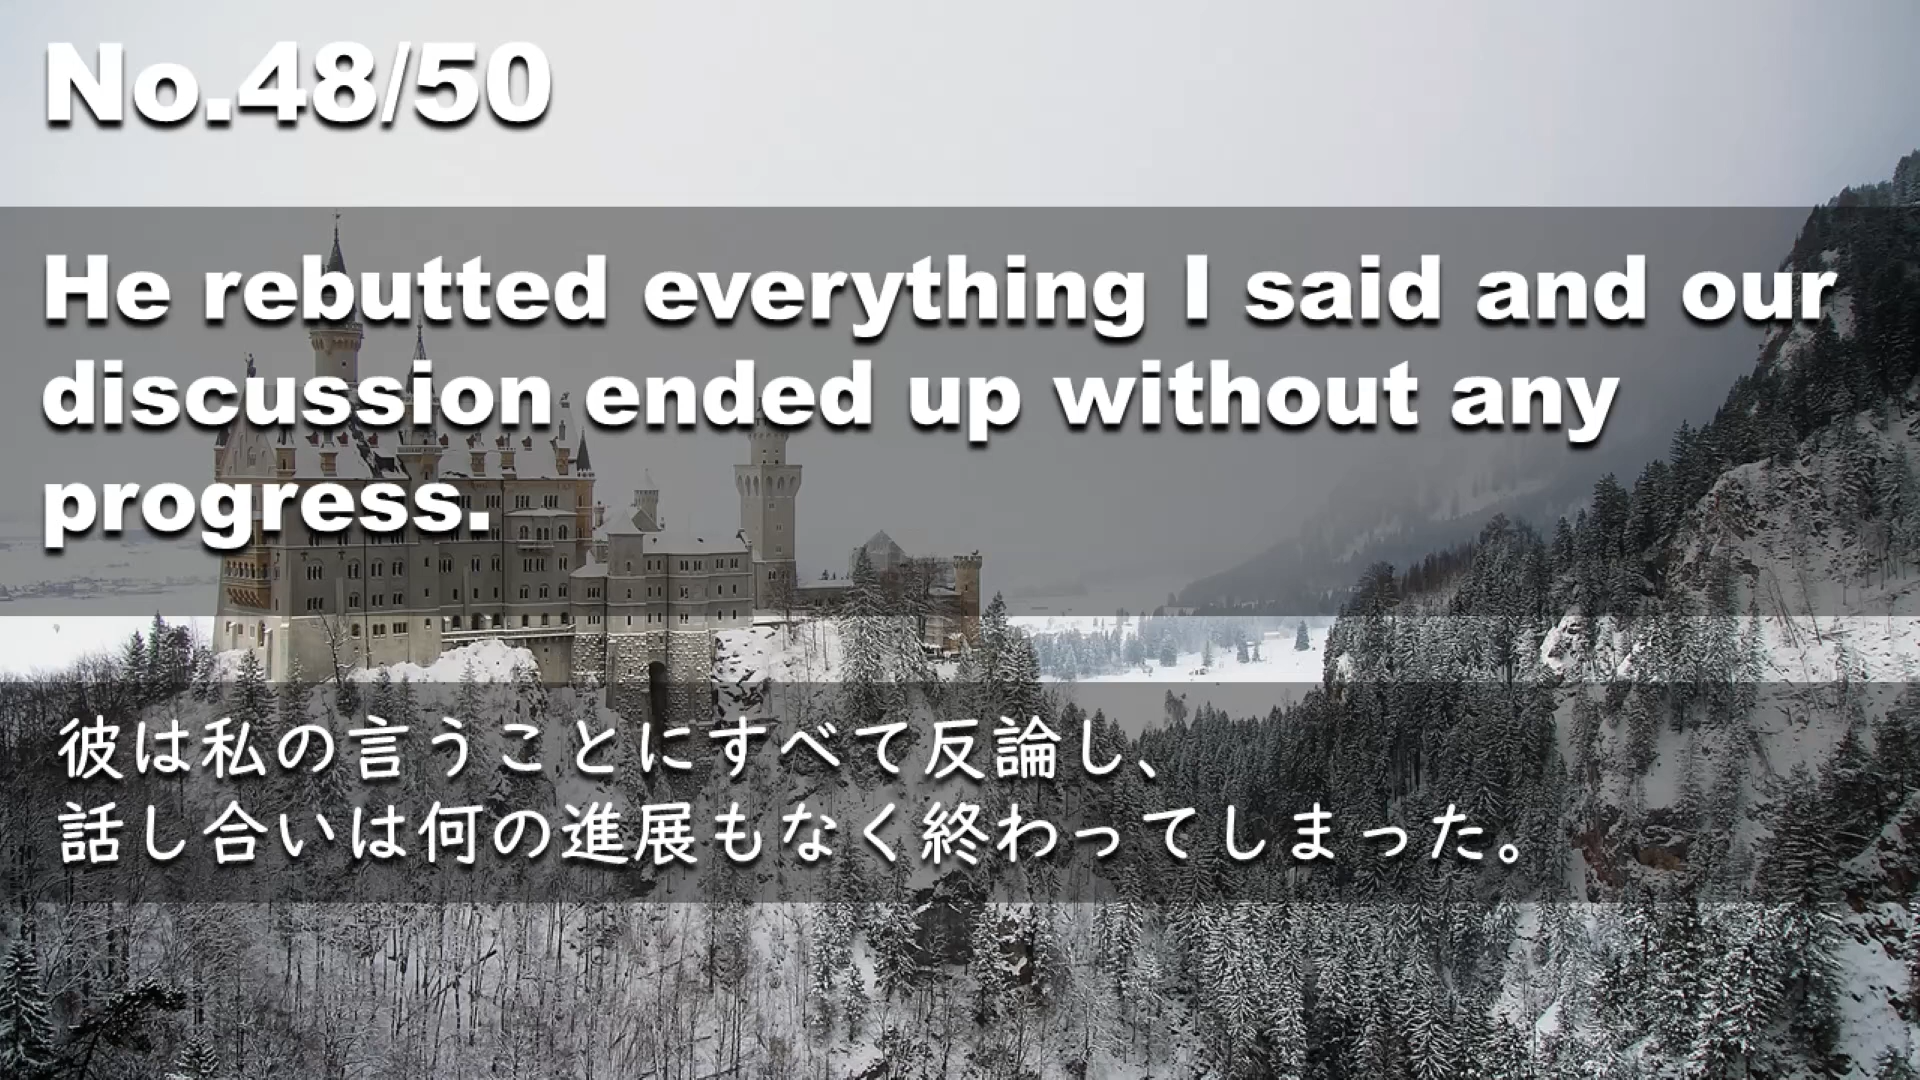 No.48/50
He rebutted everything I said and our
discussion ended up without any
progress.
彼は私の言うことにすべて反論し、
話し合いは何の進展もなく終わってしまった。